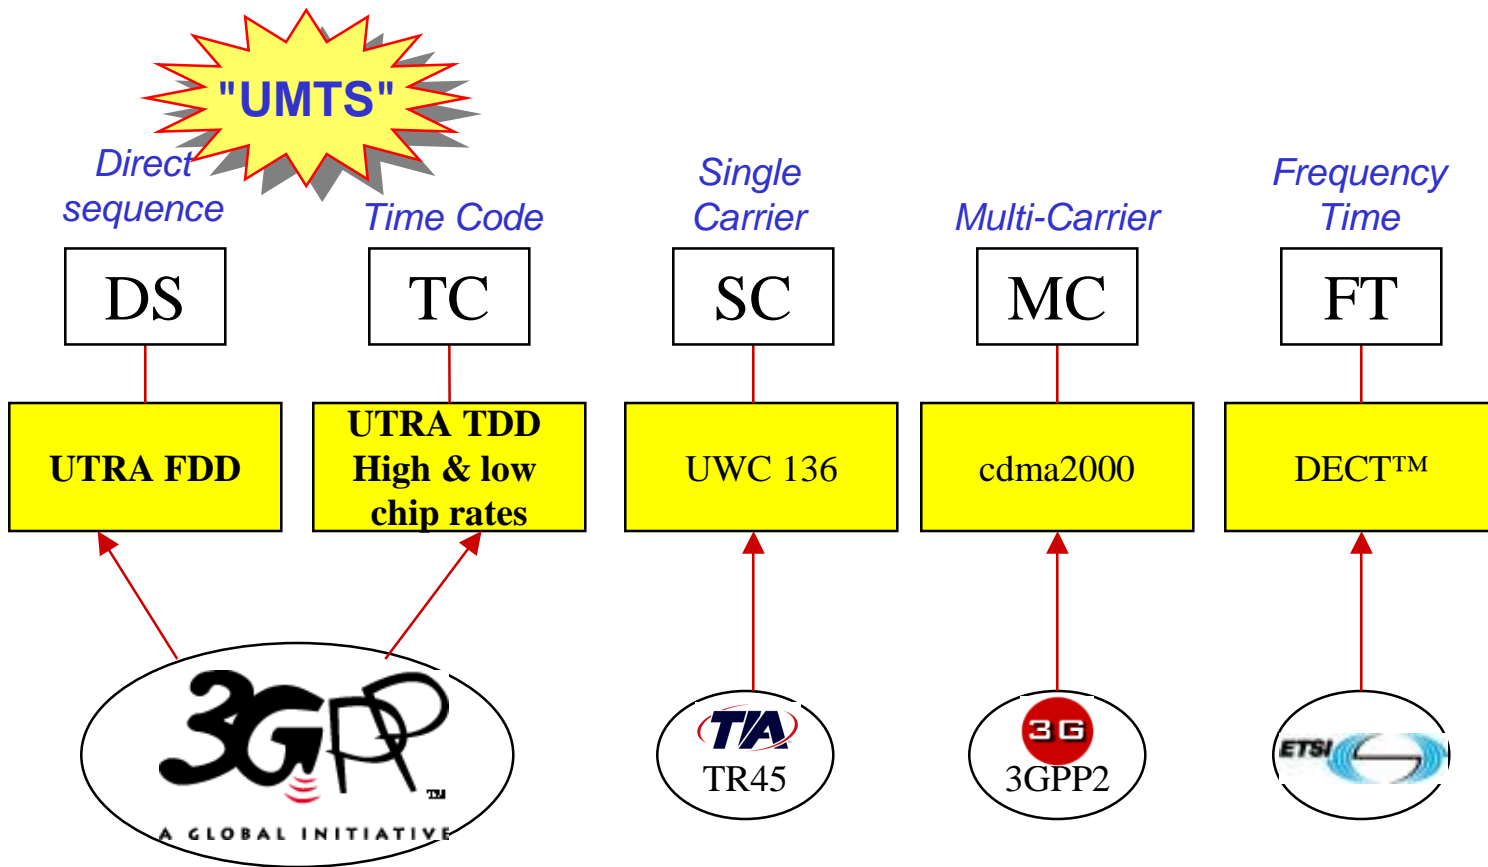 "UMTS"
Direct
sequence
Time Code
Single
Carrier
Multi-Carrier
Frequency
Time
DS
TC
SC
MC
FT
UTRA FDD
UTRA TDD
High & low
chip rates
UWC 136
cdma2000
DECT™
3GPP
TM
A GLOBAL INITIATIVE
TIA
TR45
3G
3GPP2
ETSI